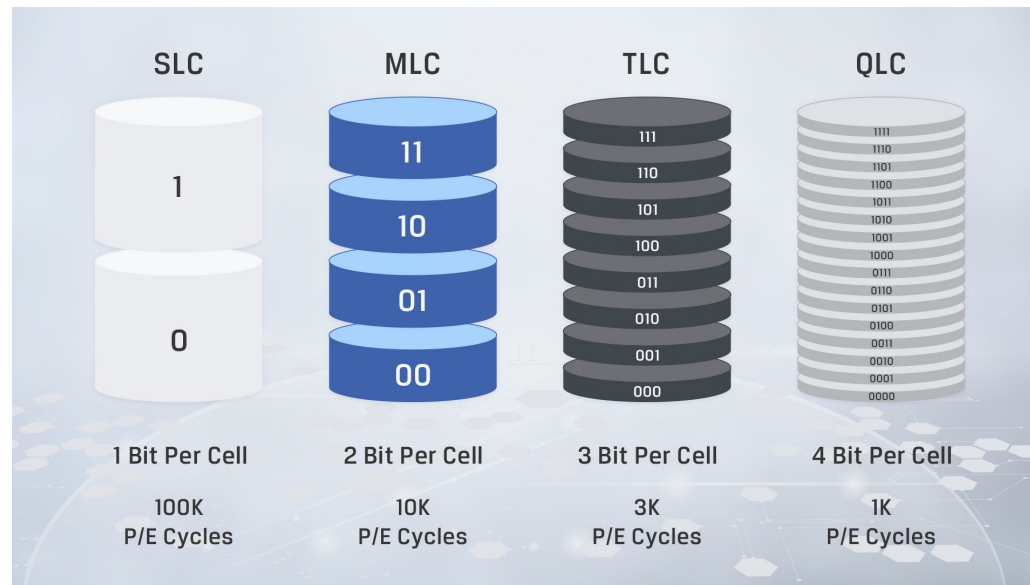 SLC
1
0
1 Bit Per Cell
100K
P/E Cycles
MLC
11
10
01
00
2 Bit Per Cell
10K
P/E Cycles
TLC
111
110
101
100
011
010
001
000
3 Bit Per Cell
3K
P/E Cycles
QLC
1111
1110
1101
1100
1011
1010
1001
1000
0111
0110
0101
0100
0011
0010
0001
0000
4 Bit Per Cell
1K
P/E Cycles